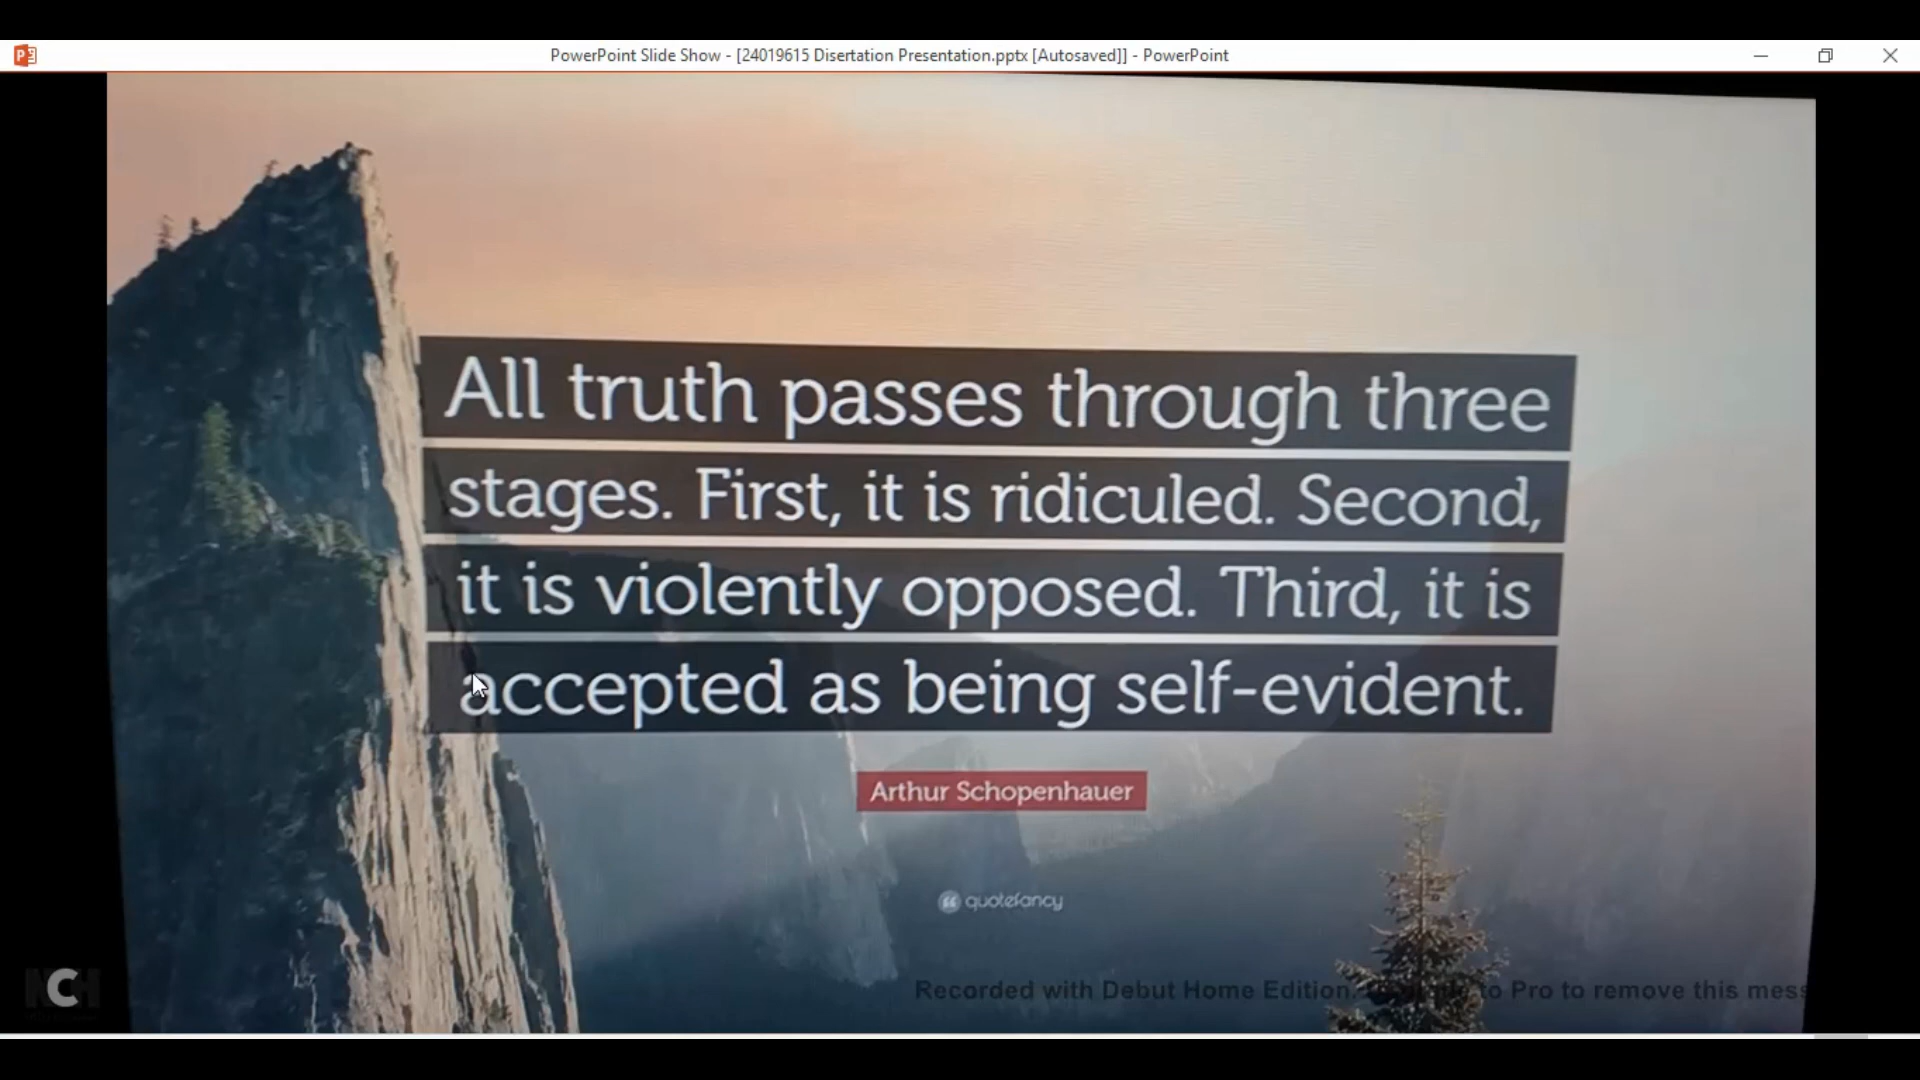 PowerPoint Slide Show - [24019615 Disertation Presentation.pptx [Autosaved]] - PowerPoint
All truth passes through three
stages. First, it is ridiculed. Second,
it is violently opposed. Third, it is
accepted as being self-evident.
Arthur Schopenhauer
quotefancy
NCH
Recorded with Debut Home Edition. to Pro to remove this